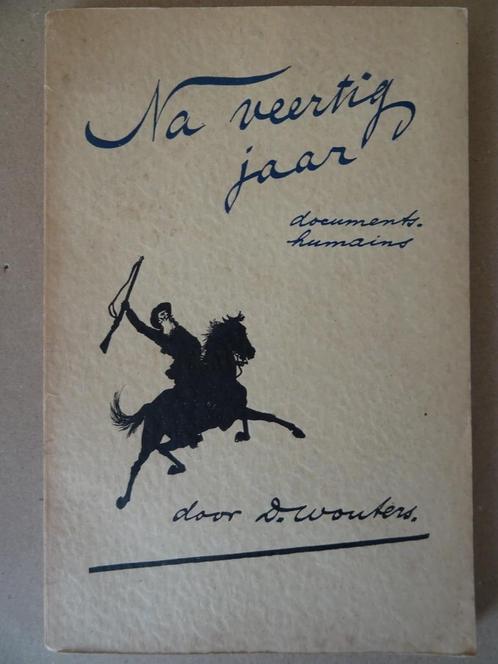 Na veertig
jaar
documents.
humains
door D. Wouters.